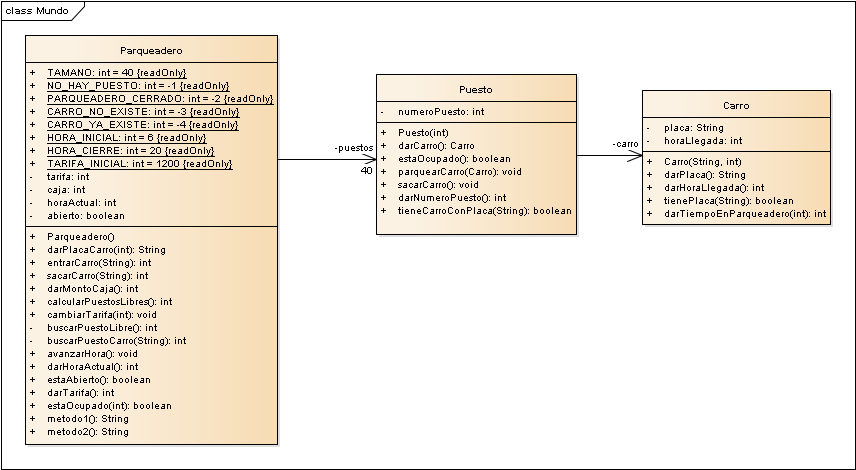 class Mundo
Parqueadero
+ TAMANO: int = 40 {readOnly}
+ NO_HAY_PUESTO: int = -1 {readOnly}
+ PARQUEADERO_CERRADO: int = -2 {readOnly}
+ CARRO_NO_EXISTE: int = -3 {readOnly}
+ CARRO_YA_EXISTE: int = -4 {readOnly}
+ HORA_INICIAL: int = 6 {readOnly}
+ HORA_CIERRE: int = 20 {readOnly}
+ TARIFA_INICIAL: int = 1200 {readOnly}
- tarifa: int
- caja: int
- horaActual: int
- abierto: boolean
+ Parqueadero()
+ darPlacaCarro(int): String
+ entrarCarro(String): int
+ sacarCarro(String): int
+ darMontoCaja(): int
+ calcularPuestosLibres(): int
+ cambiarTarifa(int): void
- buscarPuestoLibre(): int
- buscarPuestoCarro(String): int
+ avanzarHora(): void
+ darHoraActual(): int
+ estaAbierto(): boolean
+ darTarifa(): int
+ estaOcupado(int): boolean
+ metodo1(): String
+ metodo2(): String
-puestos
40
Puesto
- numeroPuesto: int
+ Puesto(int)
+ darCarro(): Carro
+ estaOcupado(): boolean
+ parquearCarro(Carro): void
+ sacarCarro(): void
+ darNumeroPuesto(): int
+ tieneCarroConPlaca(String): boolean
-carro
Carro
- placa: String
- horaLlegada: int
+ Carro(String, int)
+ darPlaca(): String
+ darHoraLlegada(): int
+ tienePlaca(String): boolean
+ darTiempoEnParqueadero(int): int